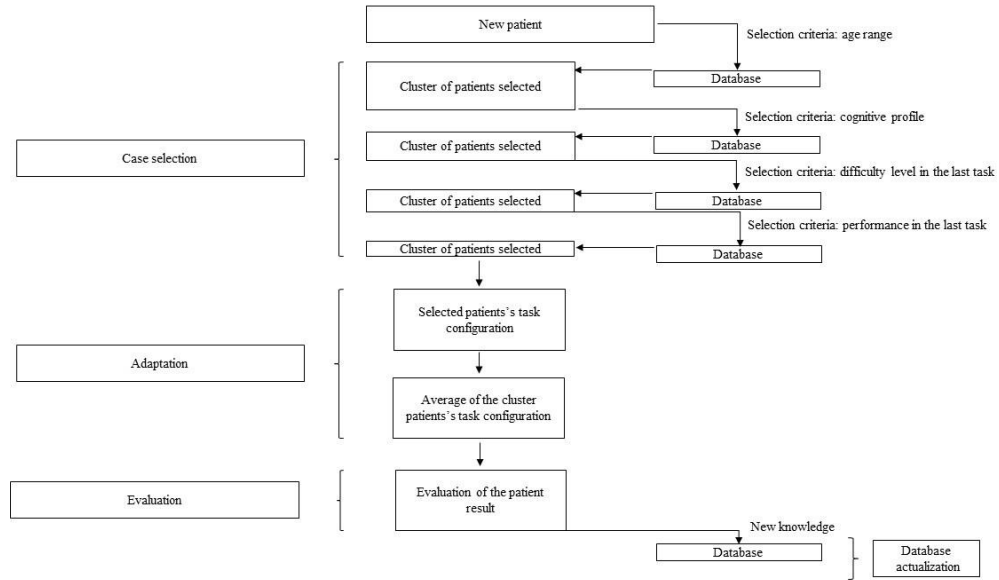 New patient
Selection criteria: age range
Database
Cluster of patients selected
Selection criteria: cognitive profile
Database
Cluster of patients selected
Case selection
Selection criteria: difficulty level in the last task
Database
Cluster of patients selected
Selection criteria: performance in the last task
Database
Cluster of patients selected
Selected patients's task
configuration
Adaptation
Average of the cluster
patients's task configuration
Evaluation
Evaluation of the patient
result
New knowledge
Database
Database
actualization